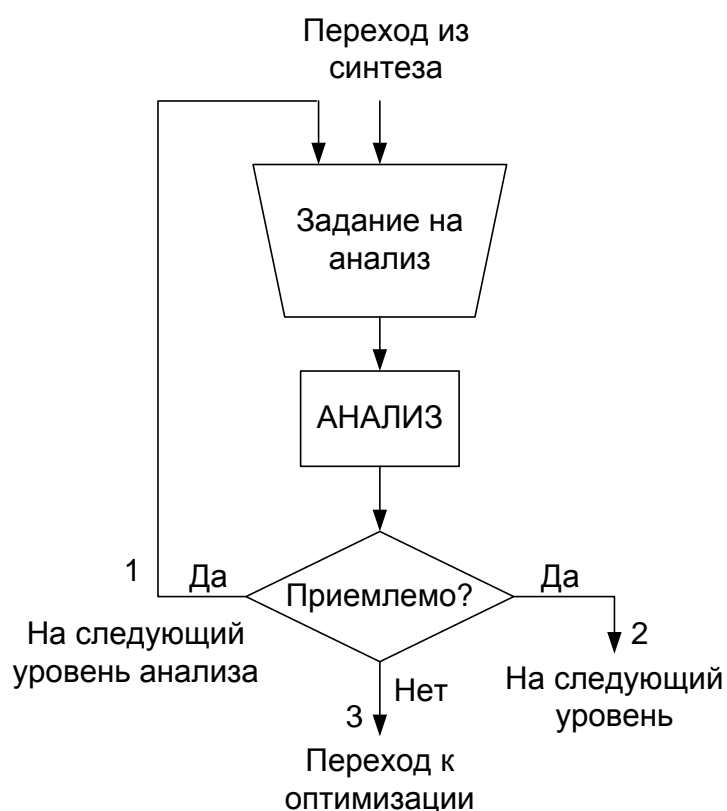 Переход из
синтеза
Задание на
анализ
АНАЛИЗ
Приемлемо?
1
Да
На следующий
уровень анализа
Да
2
На следующий
уровень
Нет
3
Переход к
оптимизации